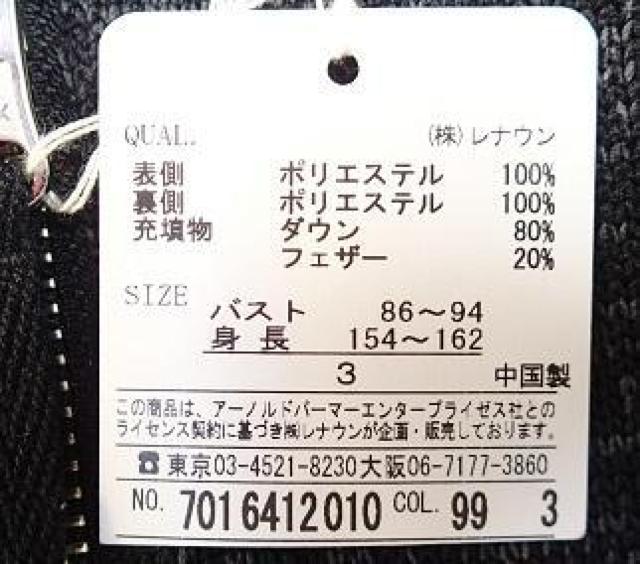 QUAL. (株)レナウン
表側 ポリエステル 100%
裏側 ポリエステル 100%
充填物 ダウン 80%
フェザー 20%
SIZE
バスト 86～94
身長 154～162
3 中国製
この商品は、アーノルドパーマーエンタープライゼス社との
ライセンス契約に基づき㈱レナウンが企画・販売しております。
☎東京03-4521-8230大阪06-7177-3860
NO. 7016412010 COL. 99 3